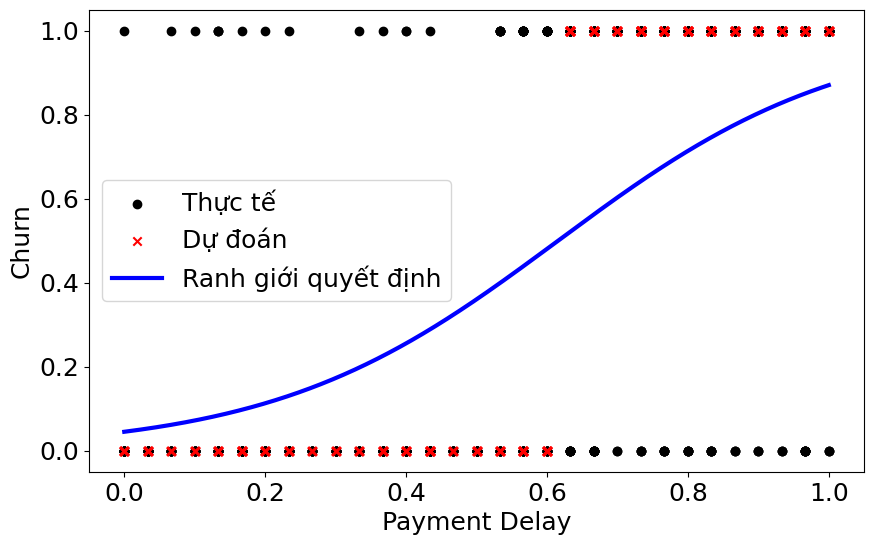 1.0
0.8
0.6
0.4
0.2
0.0
Churn
Thực tế
Dự đoán
Ranh giới quyết định
0.0 0.2 0.4 0.6 0.8 1.0
Payment Delay